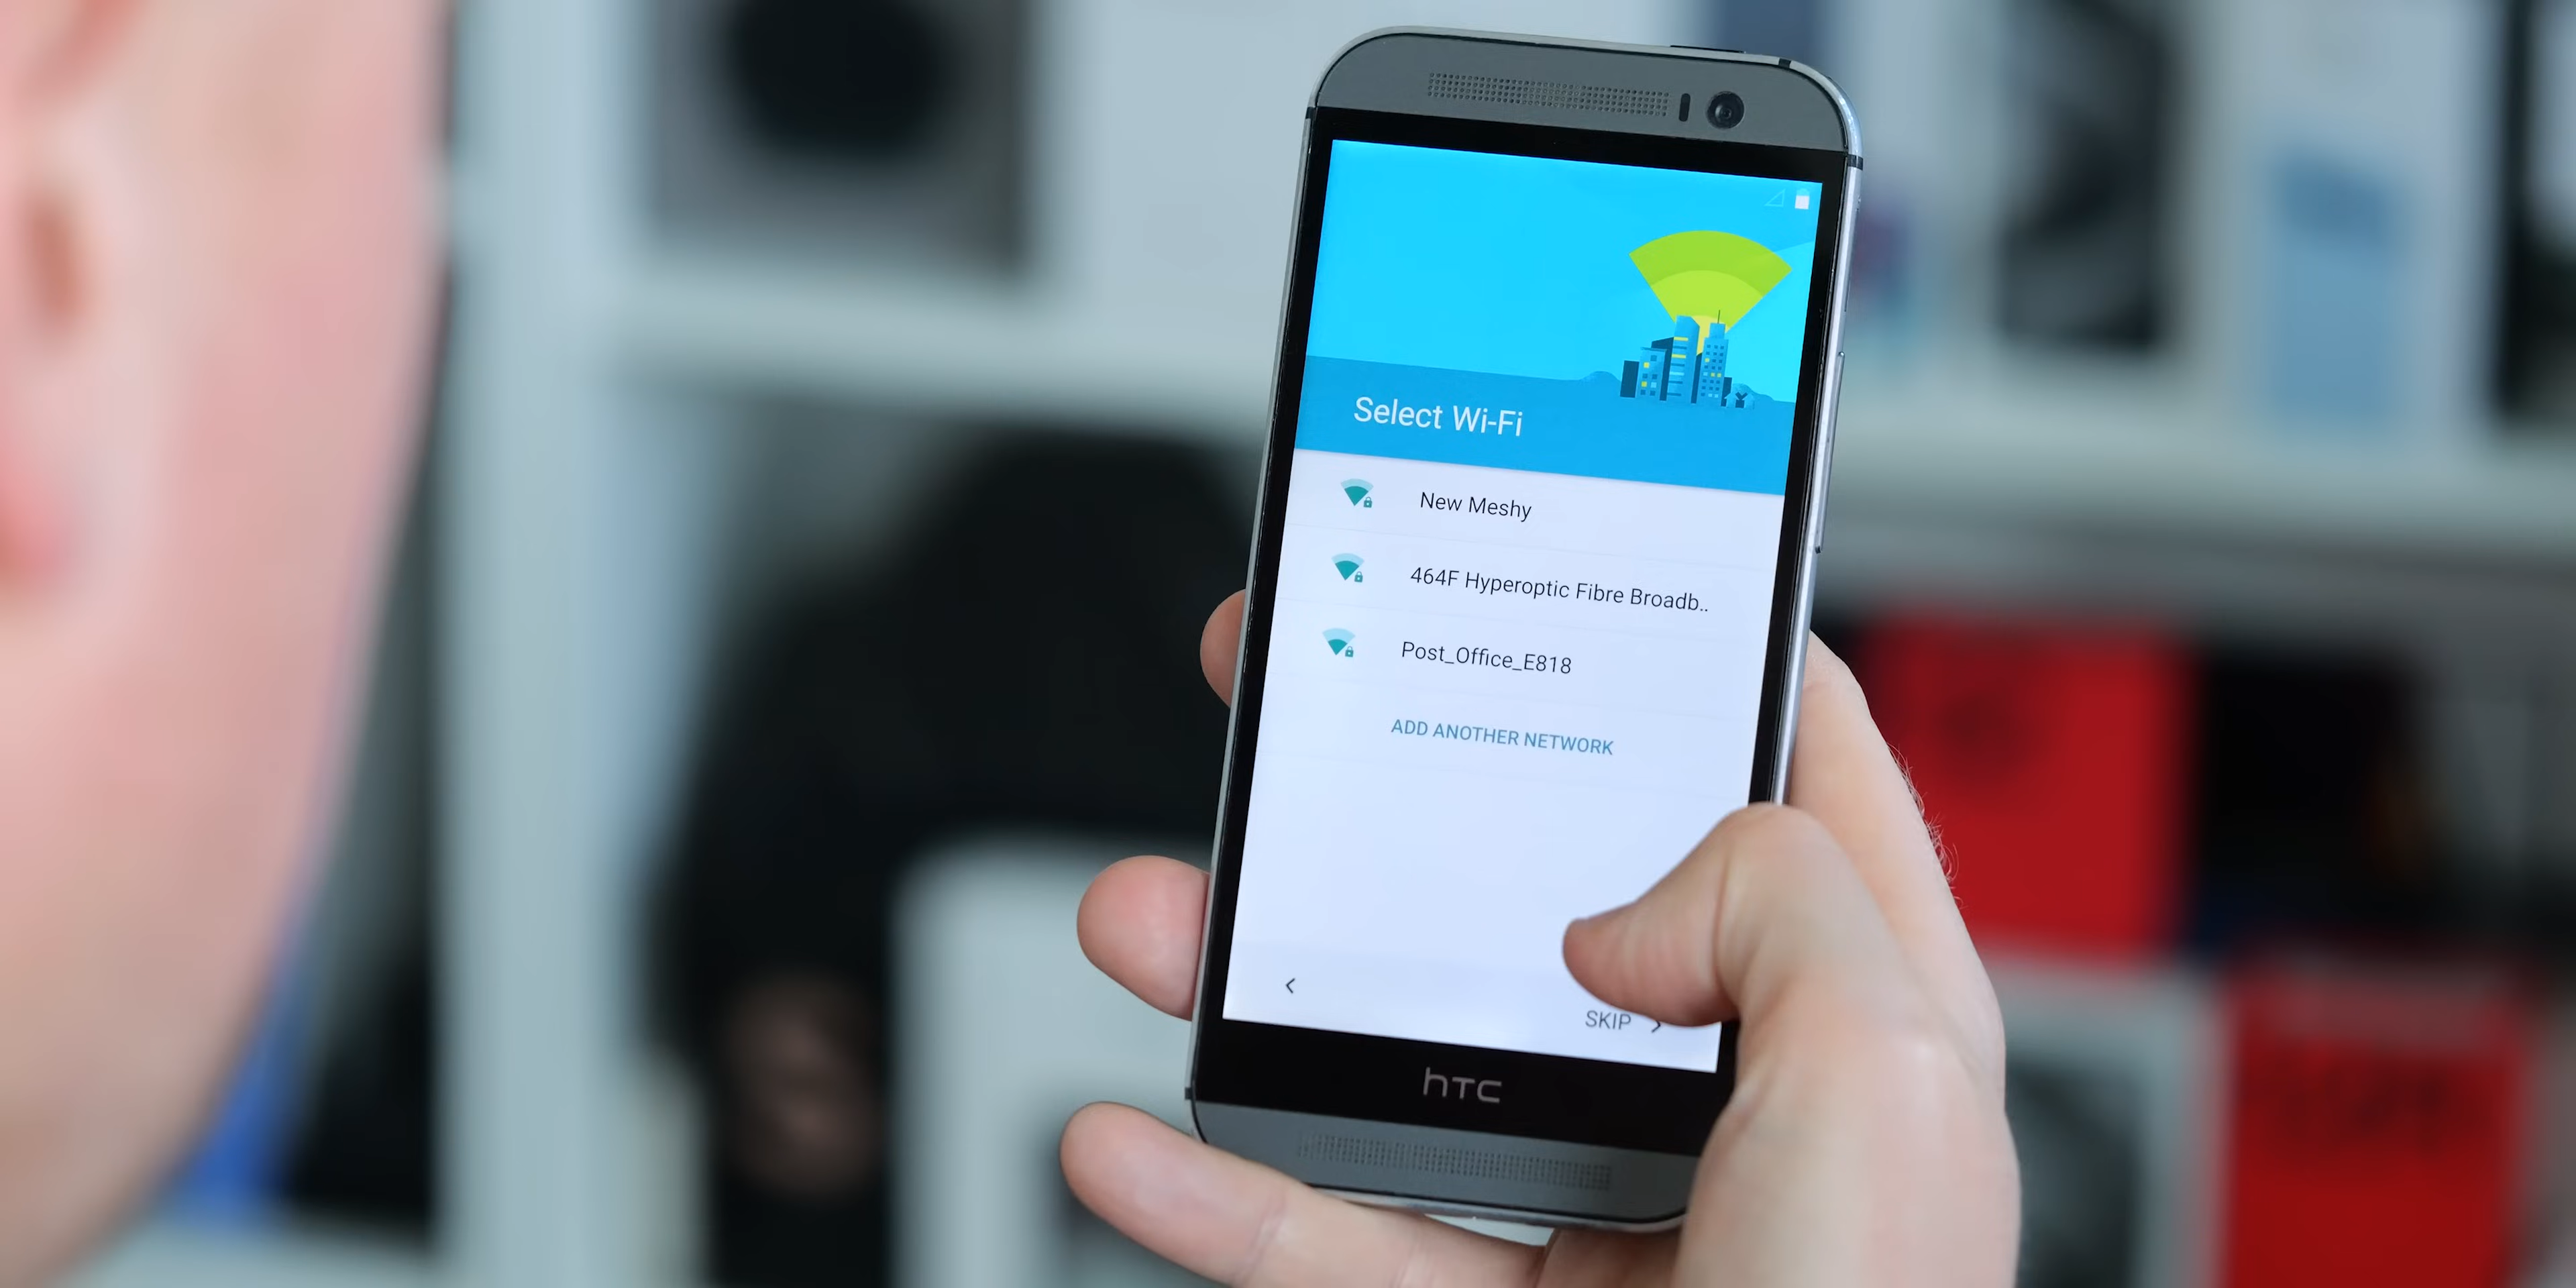 Select Wi-Fi
New Meshy
464F Hyperoptic Fibre Broadb..
Post_Office_E818
ADD ANOTHER NETWORK
SKIP
hTC